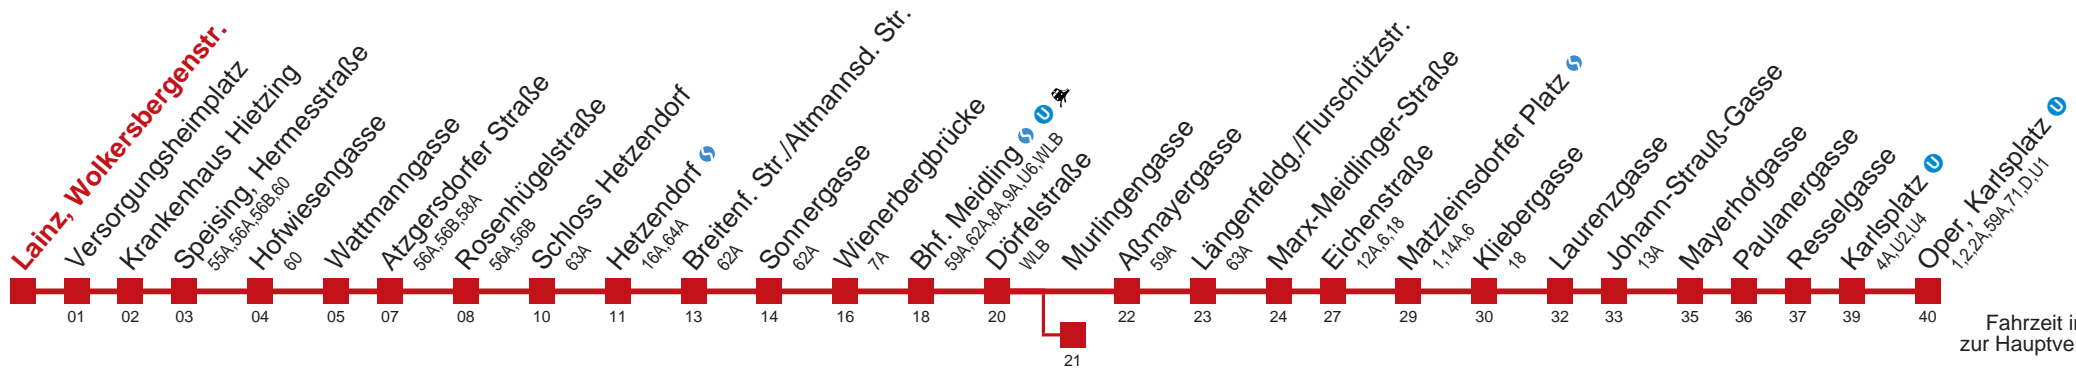 Lainz, Wolkersbergenstr.
Versorgungsheimplatz
Krankenhaus Hietzing
Speising, Hermesstraße
55A,56A,56B,60
Hofwiesengasse
60
Wattmanngasse
Atzgersdorfer Straße
56A,56B,58A
Rosenhügelstraße
56A,56B
Schloss Hetzendorf
63A
Hetzendorf
16A,64A
Breitenf. Str./Altmannsd. Str.
62A
Sonnergasse
62A
Wienerbergbrücke
7A
Bhf. Meidling U
59A,62A,8A,9A,U6,WLB
Dörfelstraße
WLB
Murlingengasse
Aßmayergasse
59A
Längenfeldg./Flurschützstr.
63A
Marx-Meidlinger-Straße
Eichenstraße
12A,6,18
Matzleinsdorfer Platz
1,14A,6
Kliebergasse
18
Laurenzgasse
Johann-Strauß-Gasse
13A
Mayerhofgasse
Paulanergasse
Resselgasse
Karlsplatz U
4A,U2,U4
Oper, Karlsplatz U
1,2,2A,59A,71,D,U1
01 02 03 04 05 07 08 10 11 13 14 16 18 20 22 23 24 27 29 30 32 33 35 36 37 39 40
21
Fahrzeit i
zur Hauptve